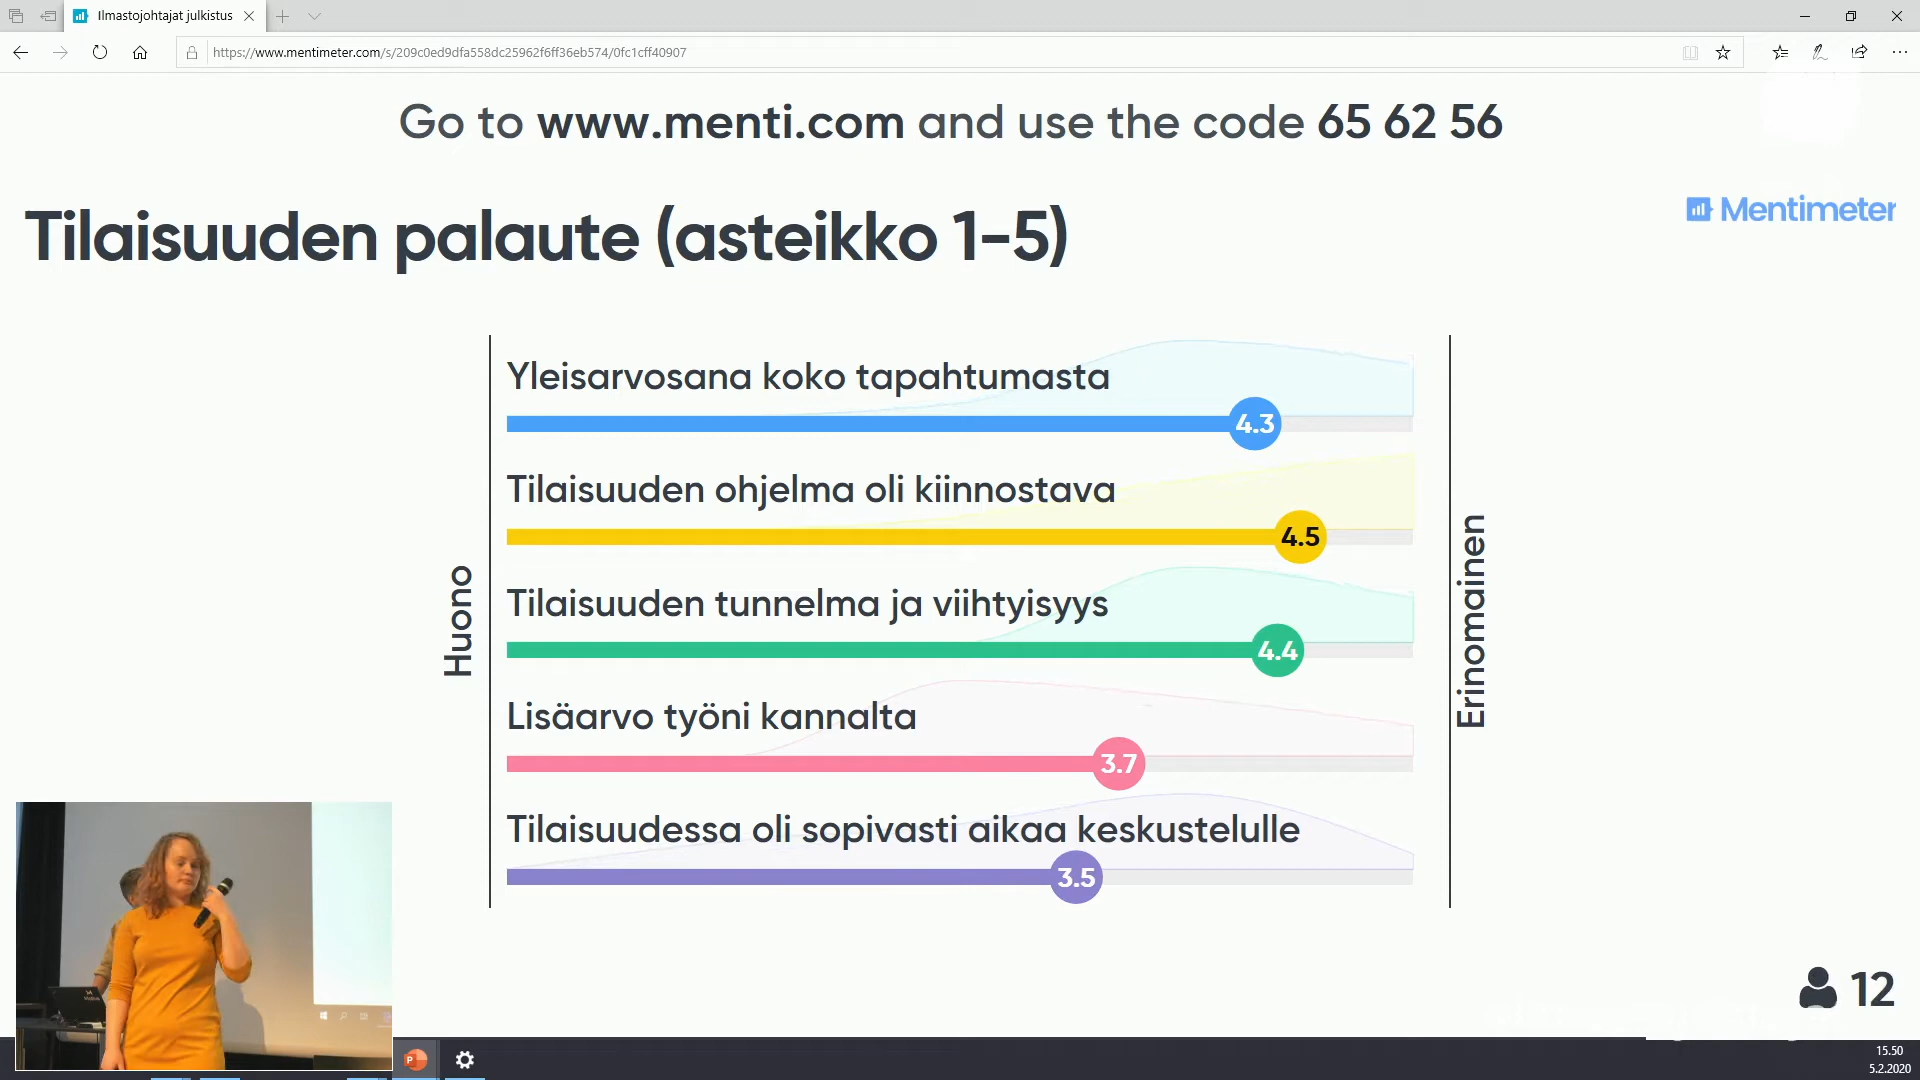 Ilmastojohtajat julkistus
https://www.mentimeter.com/s/209c0ed9dfa558dc25962f6ff36eb574/0fc1cff40907
Go to www.menti.com and use the code 65 62 56
Tilaisuuden palaute (asteikko 1-5)
Mentimeter
Huono
Yleisarvosana koko tapahtumasta
4.3
Tilaisuuden ohjelma oli kiinnostava
4.5
Tilaisuuden tunnelma ja viihtyisyys
4.4
Lisäarvo työni kannalta
3.7
Tilaisuudessa oli sopivasti aikaa keskustelulle
3.5
Erinomainen
12
15.50
5.2.2020